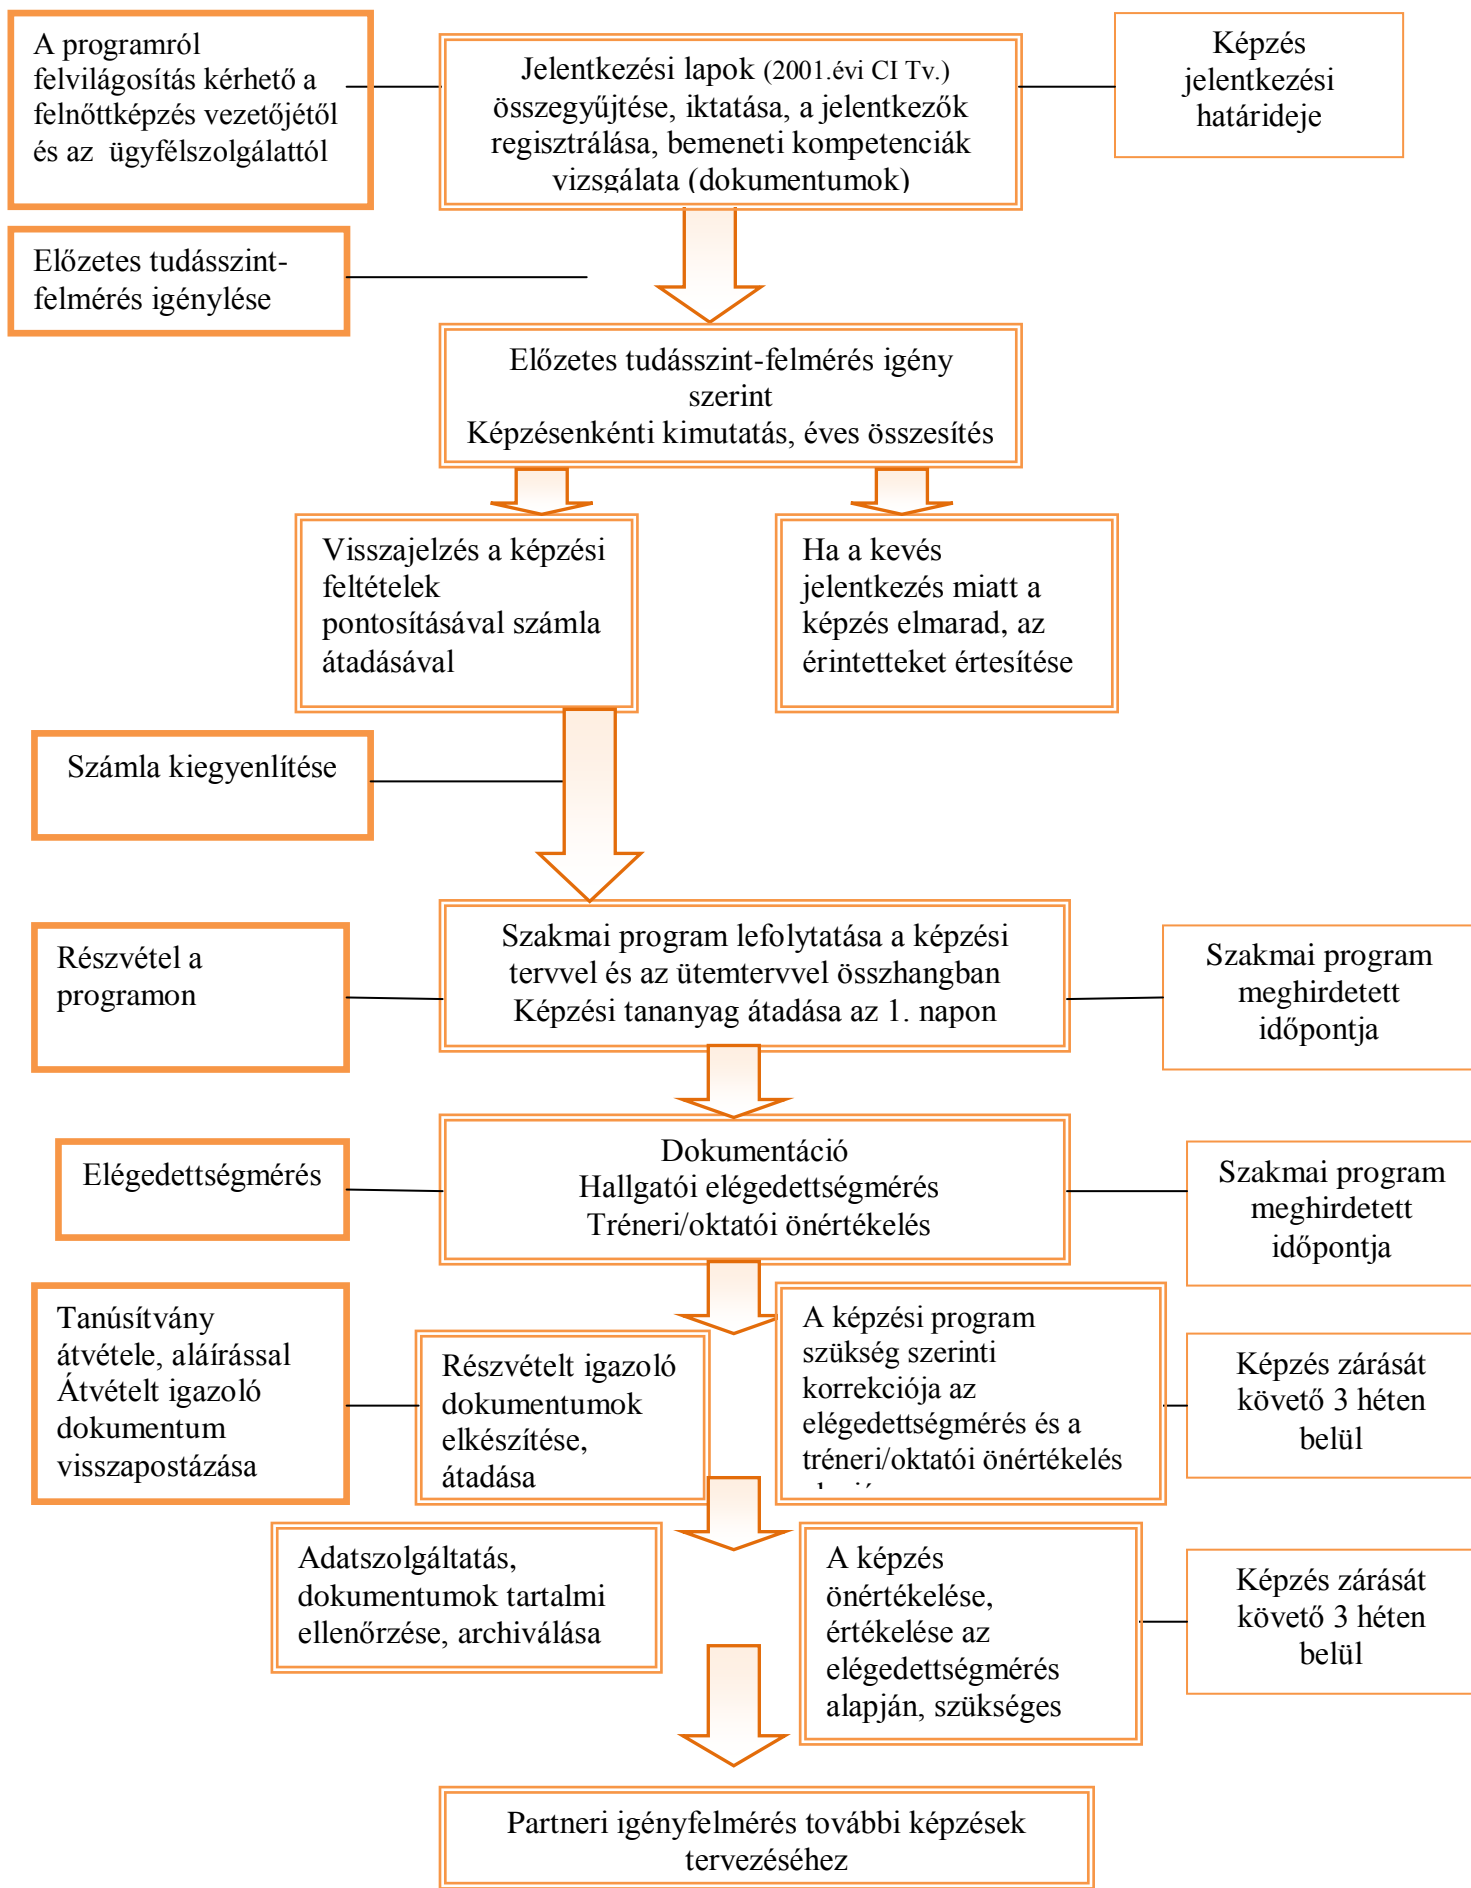 A programról
felvilágosítás kérhető a
felnőttképzés vezetőjétől
és az ügyfélszolgálattól
Jelentkezési lapok (2001.évi CI Tv.)
összegyűjtése, iktatása, a jelentkezők
regisztrálása, bemeneti kompetenciák
vizsgálata (dokumentumok)
Képzés
jelentkezési
határideje
Előzetes tudásszint-
felmérés igénylése
Előzetes tudásszint-felmérés igény
szerint
Képzésenkénti kimutatás, éves összesítés
Visszajelzés a képzési
feltételek
pontosításával számla
átadásával
Ha a kevés
jelentkezés miatt a
képzés elmarad, az
érintetteket értesítése
Számla kiegyenlítése
Részvétel a
programon
Szakmai program lefolytatása a képzési
tervvel és az ütemtervvel összhangban
Képzési tananyag átadása az 1. napon
Szakmai program
meghirdetett
időpontja
Elégedettségmérés
Dokumentáció
Hallgatói elégedettségmérés
Tréneri/oktatói önértékelés
Szakmai program
meghirdetett
időpontja
Tanúsítvány
átvétele, aláírással
Átvételt igazoló
dokumentum
visszapostázása
Részvételt igazoló
dokumentumok
elkészítése,
átadása
A képzési program
szükség szerinti
korrekciója az
elégedettségmérés és a
tréneri/oktatói önértékelés
Képzés zárását
követő 3 héten
belül
Adatszolgáltatás,
dokumentumok tartalmi
ellenőrzése, archiválása
A képzés
önértékelése,
értékelése az
elégedettségmérés
alapján, szükséges
Képzés zárását
követő 3 héten
belül
Partneri igényfelmérés további képzések
tervezéséhez